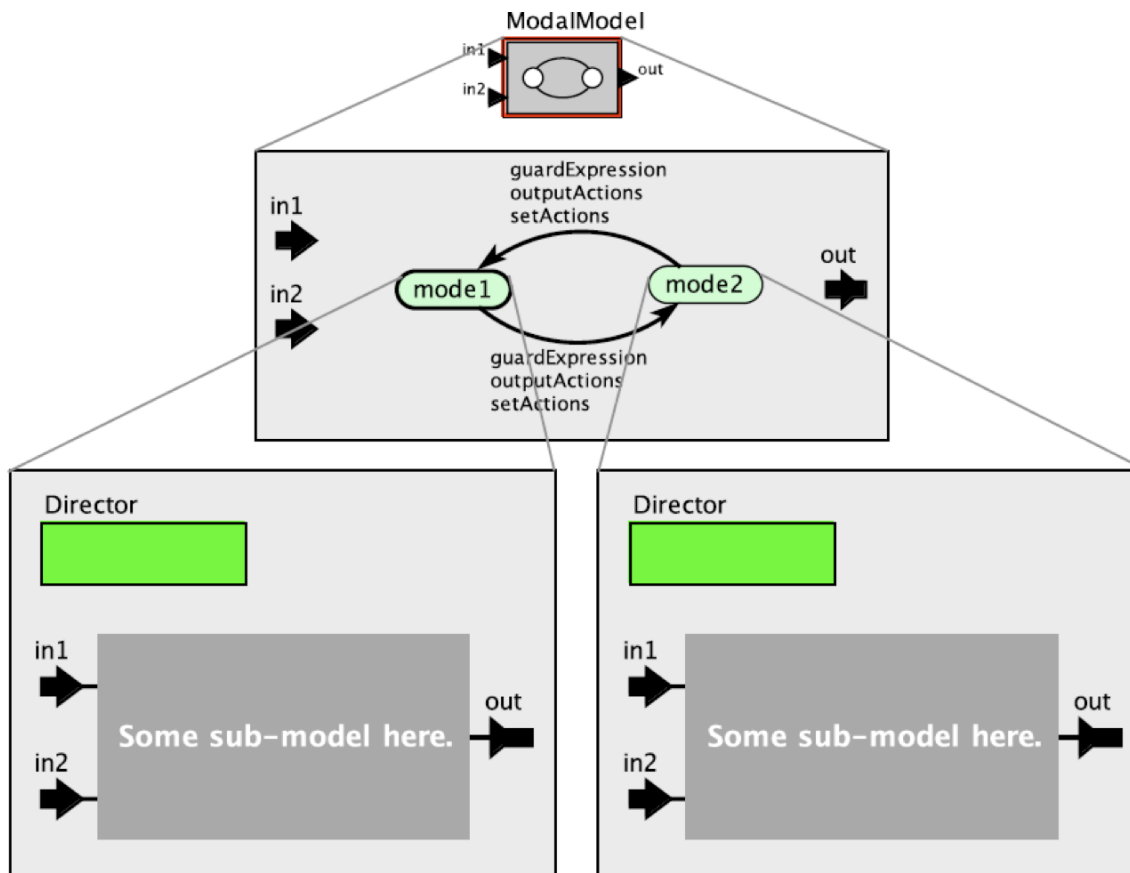 ModalModel
in1
in2
out
guardExpression
outputActions
setActions
in1
in2
mode1
mode2
out
guardExpression
outputActions
setActions
Director
in1
in2
Some sub-model here.
out
Director
in1
in2
Some sub-model here.
out